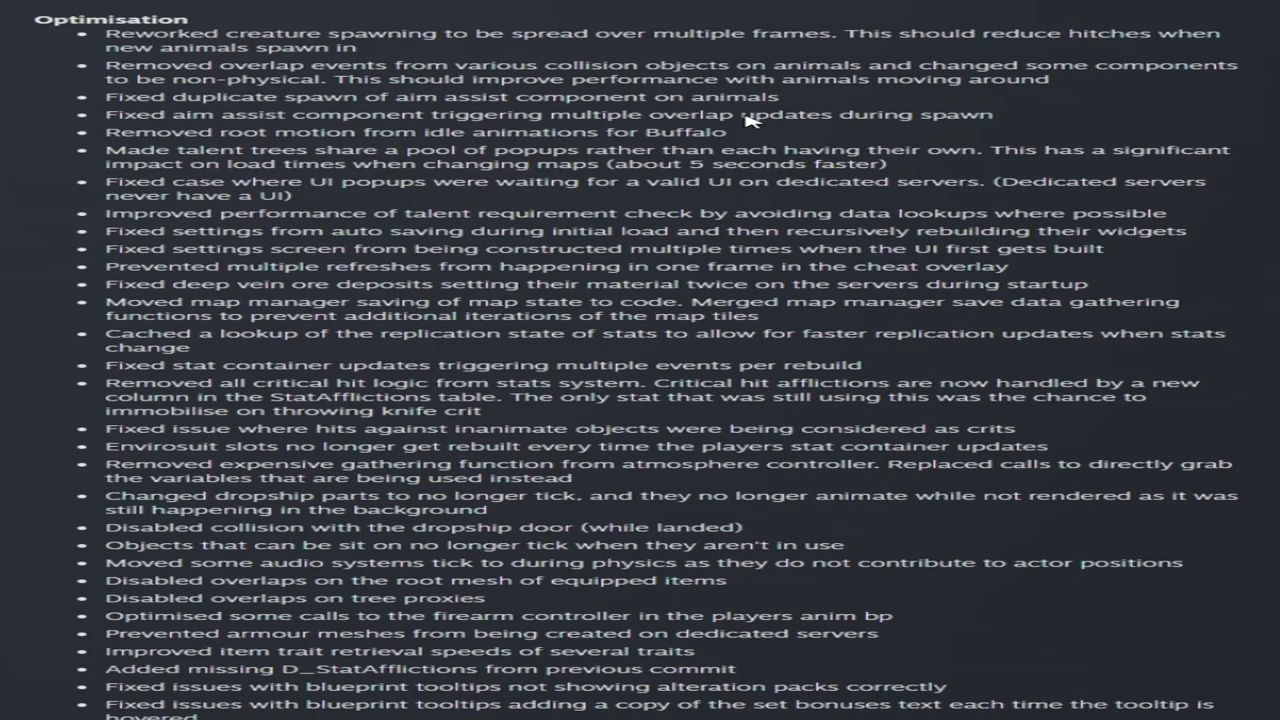 Optimisation
• Reworked creature spawning to be spread over multiple frames. This should reduce hitches when
new animals spawn in
• Removed overlap events from various collision objects on animals and changed some components
to be non-physical. This should improve performance with animals moving around
• Fixed duplicate spawn of aim assist component on animals
• Fixed aim assist component triggering multiple overlap updates during spawn
• Removed root motion from idle animations for Buffalo
• Made talent trees share a pool of popups rather than each having their own. This has a significant
impact on load times when changing maps (about 5 seconds faster)
• Fixed case where UI popups were waiting for a valid UI on dedicated servers. (Dedicated servers
never have a UI)
• Improved performance of talent requirement check by avoiding data lookups where possible
• Fixed settings from auto saving during initial load and then recursively rebuilding their widgets
• Fixed settings screen from being constructed multiple times when the UI first gets built
• Prevented multiple refreshes from happening in one frame in the cheat overlay
• Fixed deep vein ore deposits setting their material twice on the servers during startup
• Moved map manager saving of map state to code. Merged map manager save data gathering
functions to prevent additional iterations of the map tiles
• Cached a lookup of the replication state of stats to allow for faster replication updates when stats
change
• Fixed stat container updates triggering multiple events per rebuild
• Removed all critical hit logic from stats system. Critical hit afflictions are now handled by a new
column in the StatAfflictions table. The only stat that was still using this was the chance to
immobilise on throwing knife crit
• Fixed issue where hits against inanimate objects were being considered as crits
• Envirosuit slots no longer get rebuilt every time the players stat container updates
• Removed expensive gathering function from atmosphere controller. Replaced calls to directly grab
the variables that are being used instead
• Changed dropship parts to no longer tick, and they no longer animate while not rendered as it was
still happening in the background
• Disabled collision with the dropship door (while landed)
• Objects that can be sit on no longer tick when they aren't in use
• Moved some audio systems tick to during physics as they do not contribute to actor positions
• Disabled overlaps on the root mesh of equipped items
• Disabled overlaps on tree proxies
• Optimised some calls to the firearm controller in the players anim bp
• Prevented armour meshes from being created on dedicated servers
• Improved item trait retrieval speeds of several traits
• Added missing D_StatAfflictions from previous commit
• Fixed issues with blueprint tooltips not showing alteration packs correctly
• Fixed issues with blueprint tooltips adding a copy of the set bonuses text each time the tooltip is
hovered